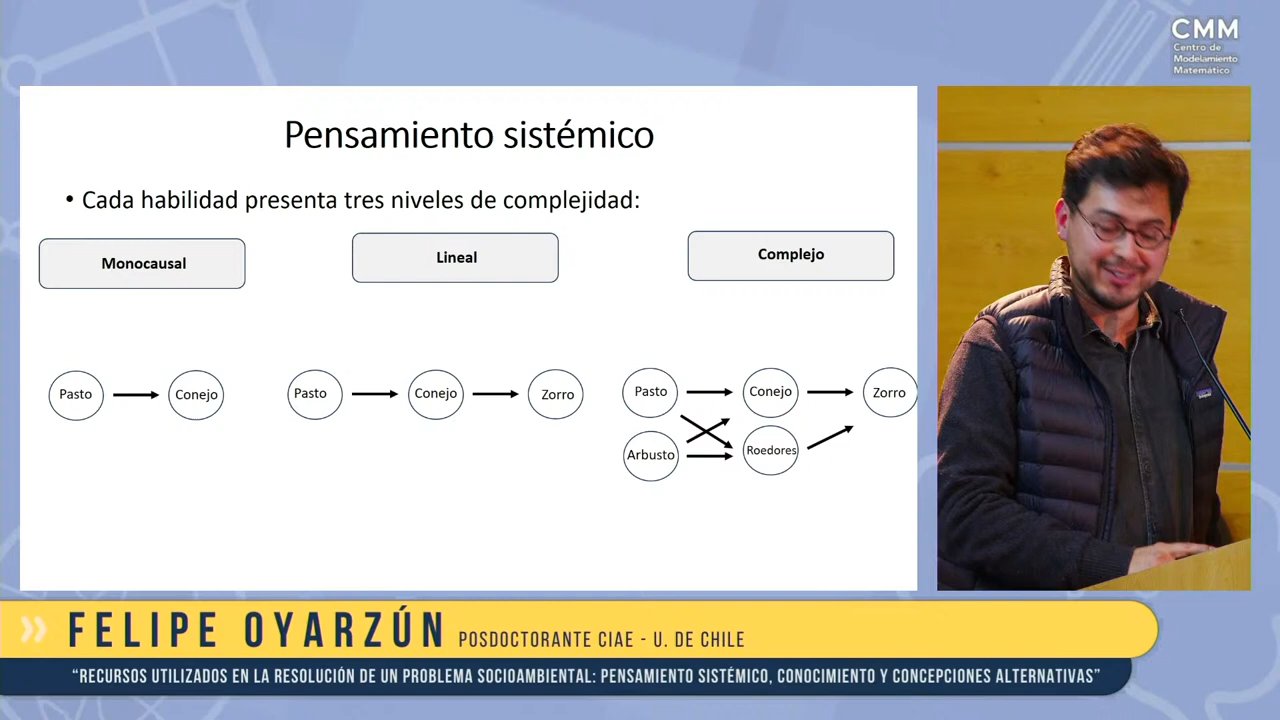 CMM
Centro de
Modelamiento
Matemático
Pensamiento sistémico
• Cada habilidad presenta tres niveles de complejidad:
Monocausal
Lineal
Complejo
Pasto
Conejo
Pasto
Conejo
Zorro
Pasto
Conejo
Zorro
Arbusto
Roedores
FELIPE OYARZÚN POSDOCTORANTE CIAE - U. DE CHILE
“RECURSOS UTILIZADOS EN LA RESOLUCIÓN DE UN PROBLEMA SOCIOAMBIENTAL: PENSAMIENTO SISTÉMICO, CONOCIMIENTO Y CONCEPCIONES ALTERNATIVAS”